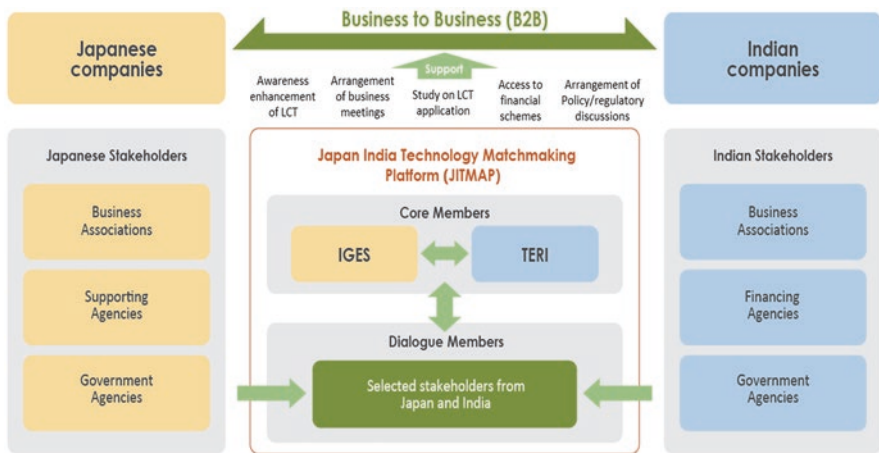 Business to Business (B2B)
Japanese
companies
Indian
companies
Support
Awareness
enhancement
of LCT
Arrangement
of business
meetings
Study on LCT
application
Access to
financial
schemes
Arrangement of
Policy/regulatory
discussions
Japanese Stakeholders
Business
Associations
Supporting
Agencies
Government
Agencies
Japan India Technology Matchmaking
Platform (JITMAP)
Core Members
IGES
TERI
Dialogue Members
Selected stakeholders from
Japan and India
Indian Stakeholders
Business
Associations
Financing
Agencies
Government
Agencies